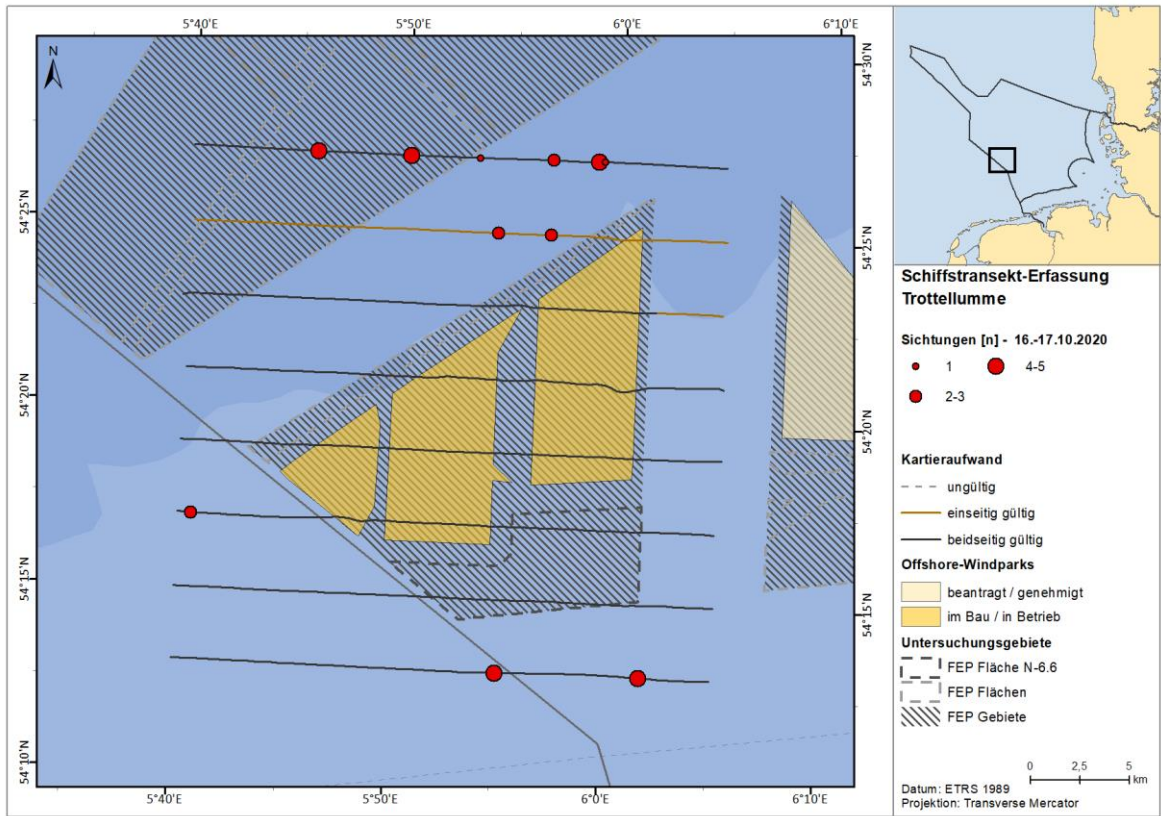 5°40'E 5°50'E 6°0'E 6°10'E
N
54°30'N
54°25'N
54°25'N
54°20'N
54°20'N
54°15'N
54°15'N
54°10'N
5°40'E 5°50'E 6°0'E 6°10'E
Schiffstransekt-Erfassung
Trottellumme
Sichtungen [n] - 16.-17.10.2020
1 4-5
2-3
Kartieraufwand
ungültig
einseitig gültig
beidseitig gültig
Offshore-Windparks
beantragt / genehmigt
im Bau / in Betrieb
Untersuchungsgebiete
FEP Fläche N-6.6
FEP Flächen
FEP Gebiete
0 2,5 5
km
Datum: ETRS 1989
Projektion: Transverse Mercator